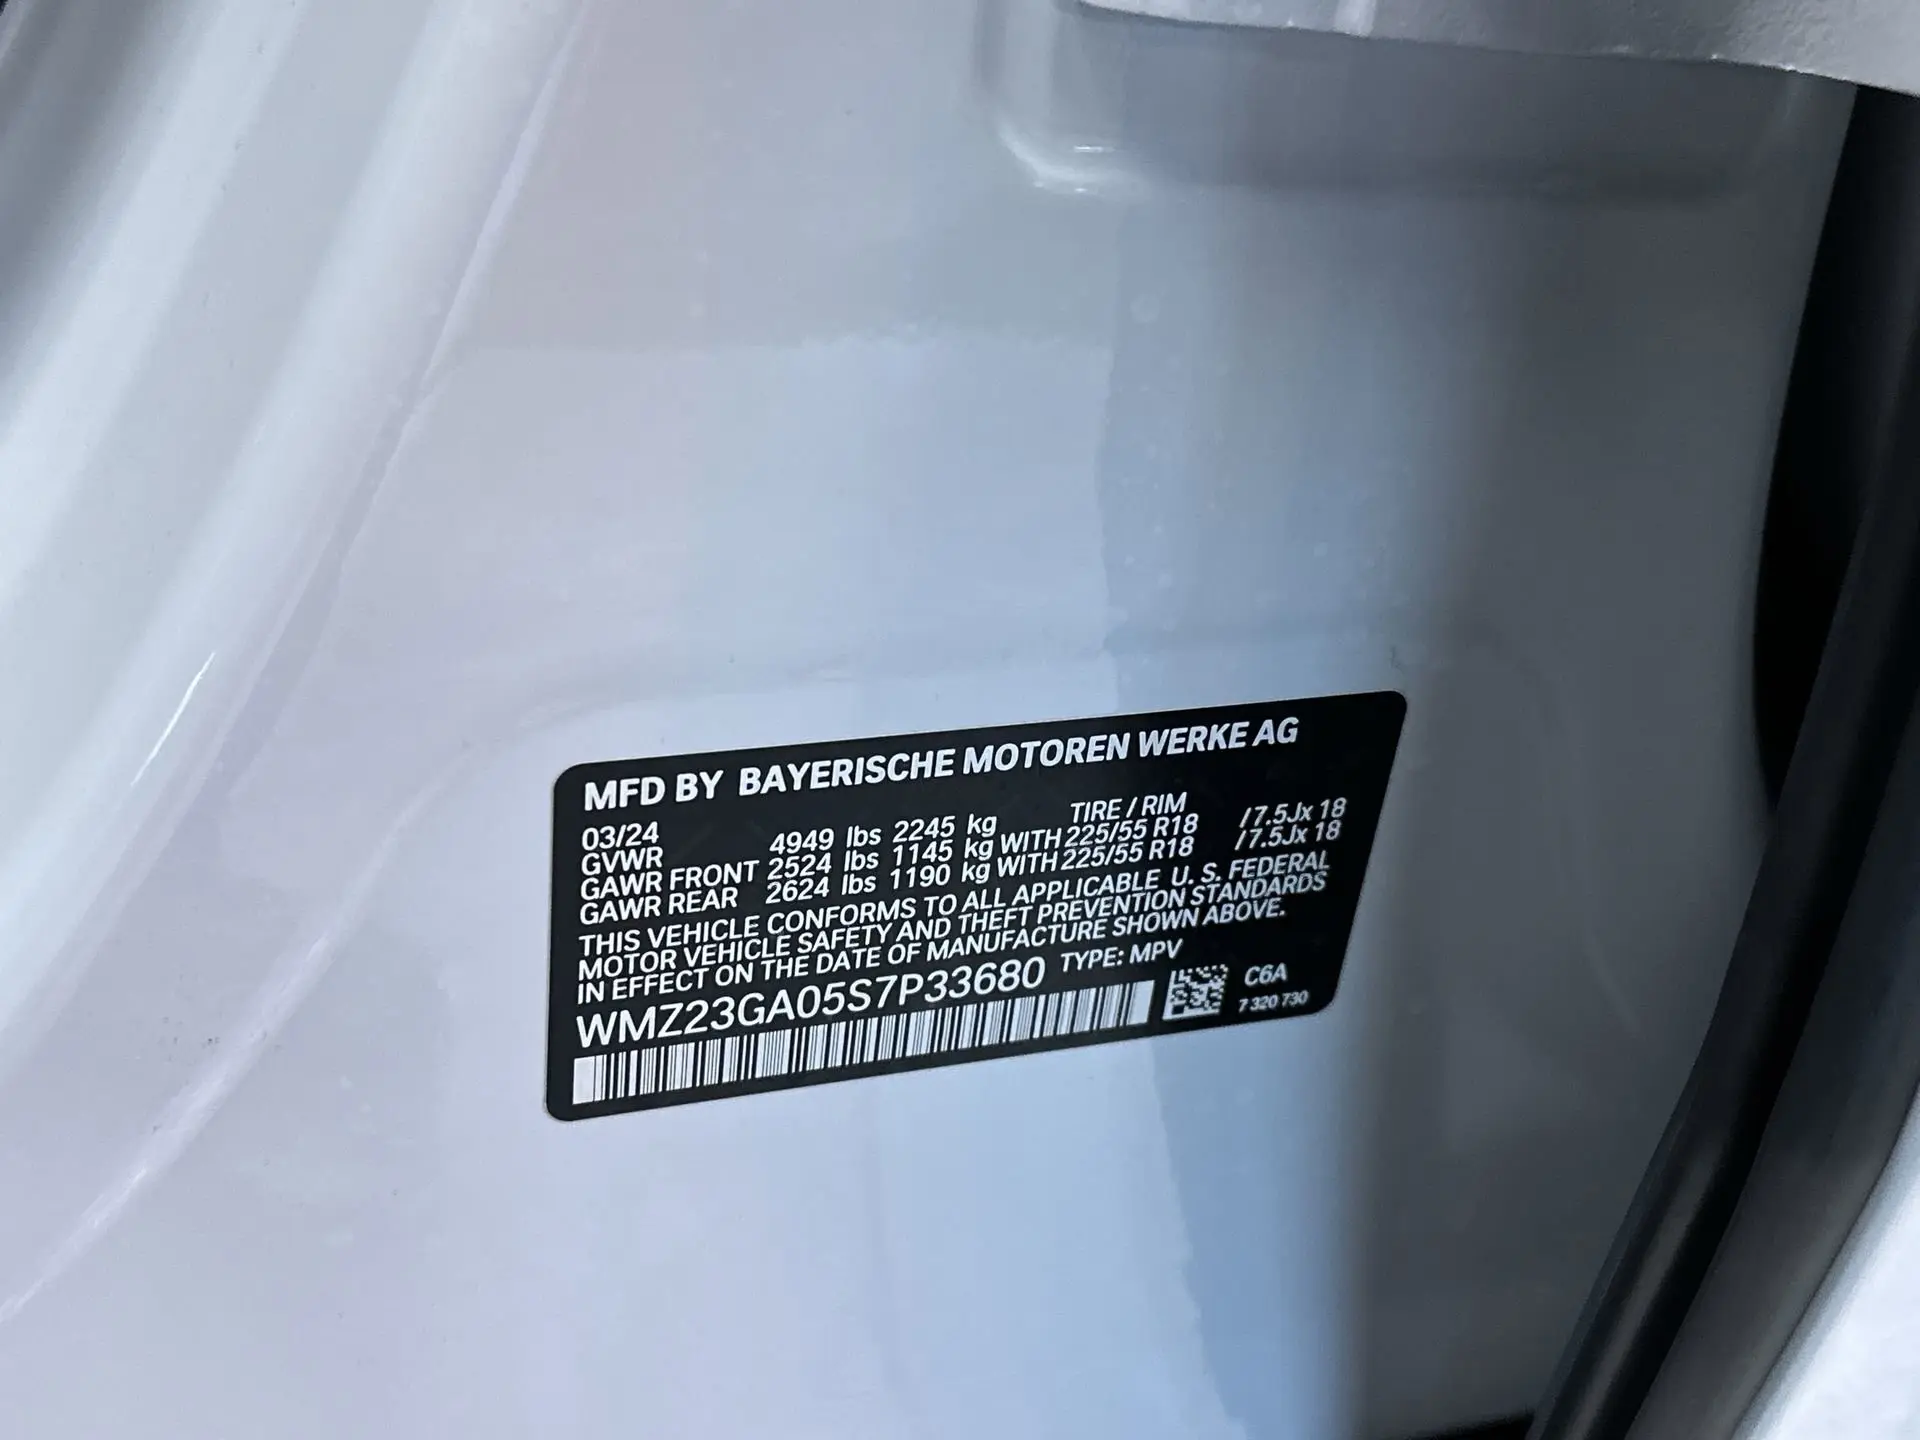 MFD BY BAYERISCHE MOTOREN WERKE AG
03/24 TIRE / RIM
GVWR 4949 lbs 2245 kg
GAWR FRONT 2524 lbs 1145 kg WITH 225/55 R18 /7.5Jx 18
GAWR REAR 2624 lbs 1190 kg WITH 225/55 R18 /7.5Jx 18
THIS VEHICLE CONFORMS TO ALL APPLICABLE U. S. FEDERAL
MOTOR VEHICLE SAFETY AND THEFT PREVENTION STANDARDS
IN EFFECT ON THE DATE OF MANUFACTURE SHOWN ABOVE.
WMZ23GA05S7P33680 TYPE: MPV
C6A
7 320 730